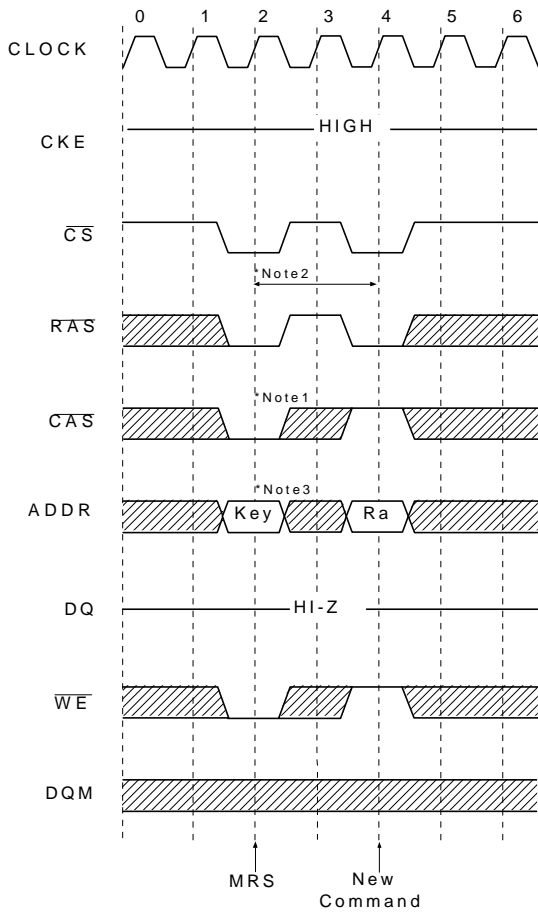 0 1 2 3 4 5 6
CLOCK
CKE
HIGH
CS
*Note2
RAS
*Note1
CAS
*Note3
ADDR
Key
Ra
DQ
HI-Z
WE
DQM
MRS
New
Command